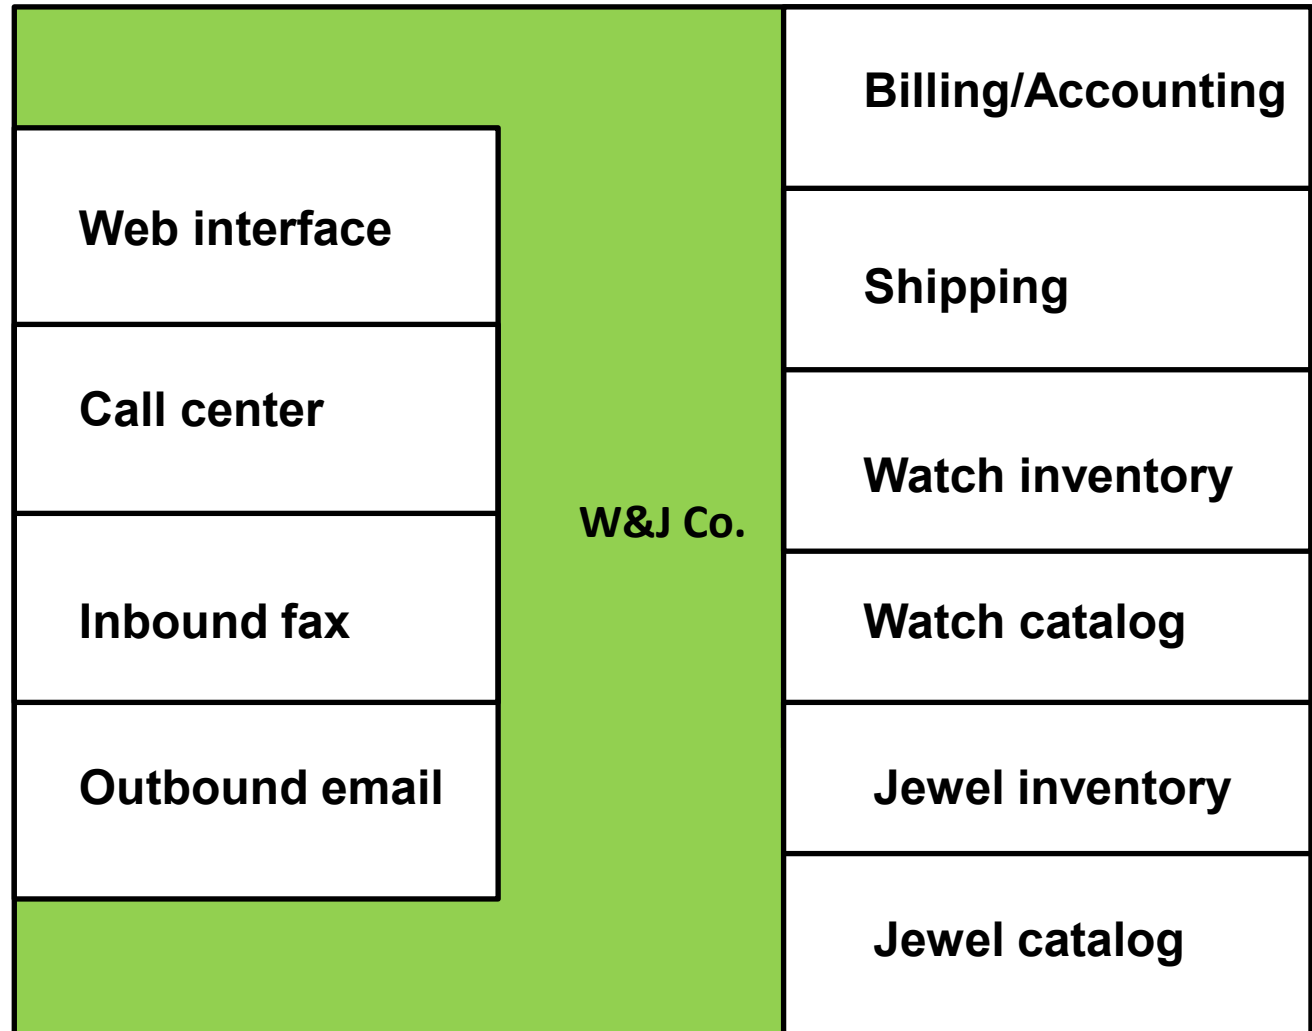 Web interface
Call center
Inbound fax
Outbound email
W&J Co.
Billing/Accounting
Shipping
Watch inventory
Watch catalog
Jewel inventory
Jewel catalog